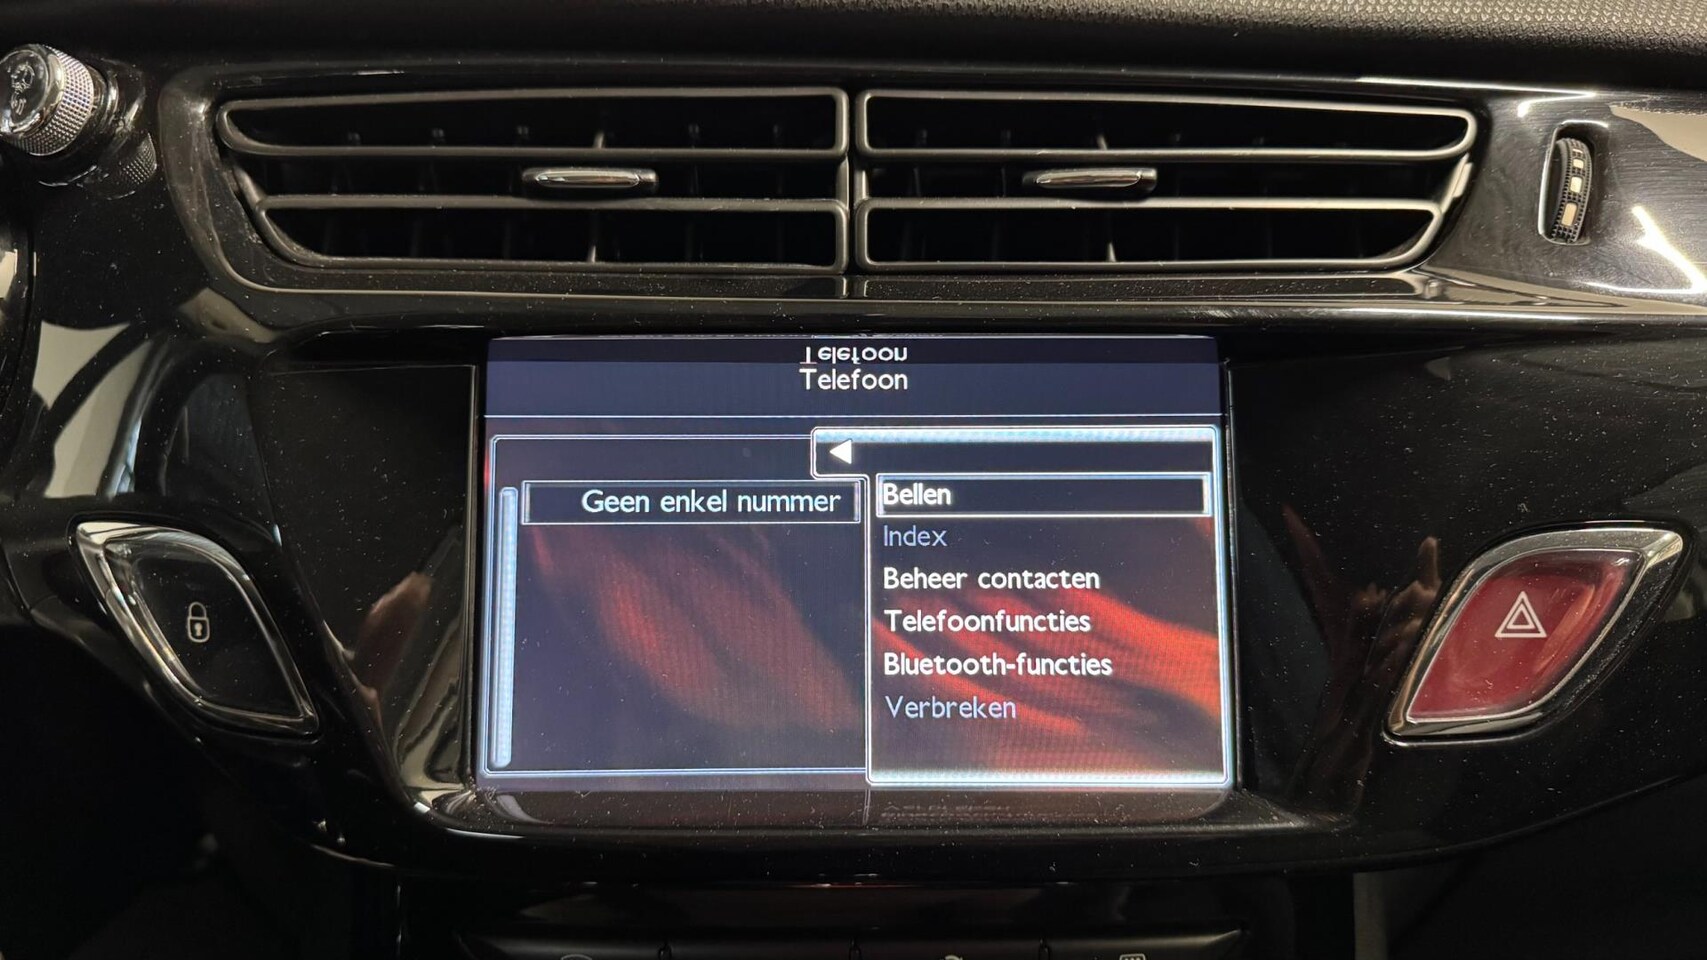 Telefoon
Geen enkel nummer
Bellen
Index
Beheer contacten
Telefoonfuncties
Bluetooth-functies
Verbreken